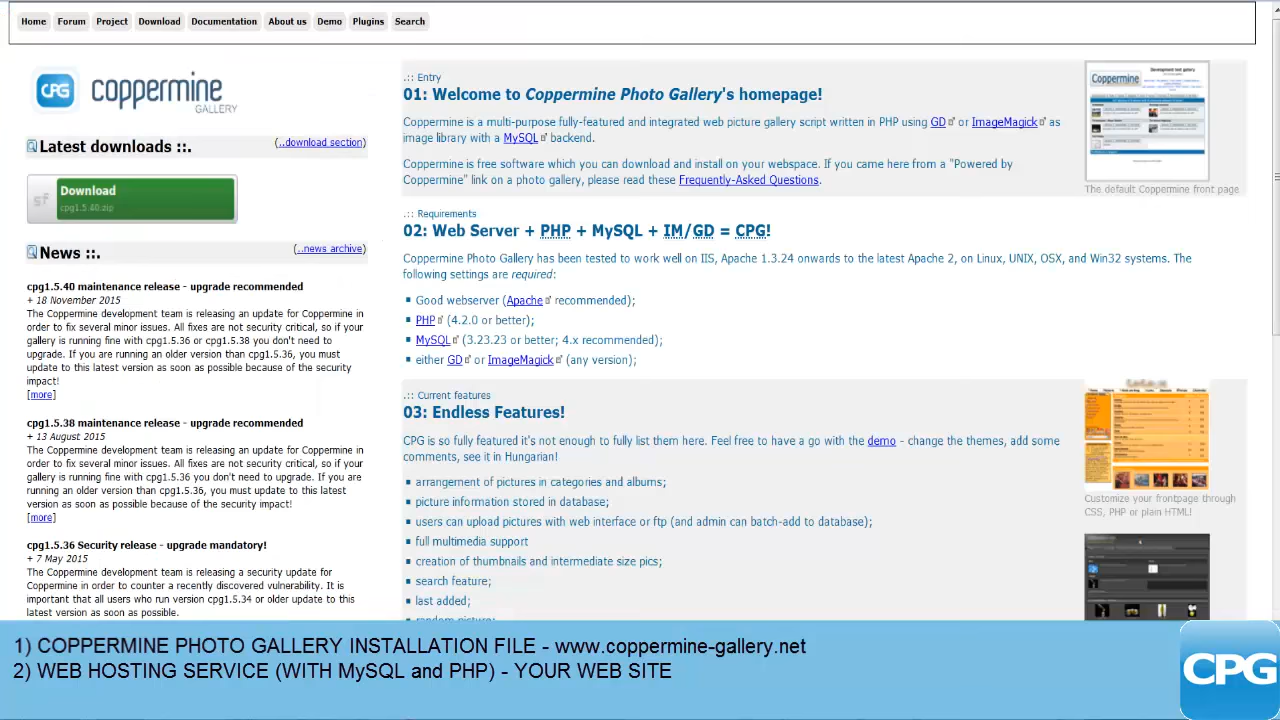 Home Forum Project Download Documentation About us Demo Plugins Search
CPG coppermine
GALLERY
Latest downloads ::.
(..download section)
sf Download
cpg1.5.40.zip
News ::.
(..news archive)
cpg1.5.40 maintenance release - upgrade recommended
+ 18 November 2015
The Coppermine development team is releasing an update for Coppermine in
order to fix several minor issues. All fixes are not security critical, so if your
gallery is running fine with cpg1.5.36 or cpg1.5.38 you don't need to
upgrade. If you are running an older version than cpg1.5.36, you must
update to this latest version as soon as possible because of the security
impact!
[more]
cpg1.5.38 maintenance release - upgrade recommended
+ 13 August 2015
The Coppermine development team is releasing an update for Coppermine in
order to fix several minor issues. All fixes are not security critical, so if your
gallery is running fine with cpg1.5.36 you don't need to upgrade. If you are
running an older version than cpg1.5.36, you must update to this latest
version as soon as possible because of the security impact!
[more]
cpg1.5.36 Security release - upgrade mandatory!
+ 7 May 2015
The Coppermine development team is releasing a security update for
Coppermine in order to counter a recently discovered vulnerability. It is
important that all users who run version cpg1.5.34 or older update to this
latest version as soon as possible.
.:: Entry
01: Welcome to Coppermine Photo Gallery's homepage!
Coppermine is a multi-purpose fully-featured and integrated web picture gallery script written in PHP using GD or ImageMagick as
image library with a MySQL backend.
Coppermine is free software which you can download and install on your webspace. If you came here from a "Powered by
Coppermine" link on a photo gallery, please read these Frequently-Asked Questions.
Development test gallery
Coppermine
The default Coppermine front page
.:: Requirements
02: Web Server + PHP + MySQL + IM/GD = CPG!
Coppermine Photo Gallery has been tested to work well on IIS, Apache 1.3.24 onwards to the latest Apache 2, on Linux, UNIX, OSX, and Win32 systems. The
following settings are required:
Good webserver (Apache recommended);
PHP (4.2.0 or better);
MySQL (3.23.23 or better; 4.x recommended);
either GD or ImageMagick (any version);
.:: Current features
03: Endless Features!
CPG is so fully featured it's not enough to fully list them here. Feel free to have a go with the demo - change the themes, add some
comments, see it in Hungarian!
arrangement of pictures in categories and albums;
picture information stored in database;
users can upload pictures with web interface or ftp (and admin can batch-add to database);
full multimedia support
creation of thumbnails and intermediate size pics;
search feature;
last added;
random picture;
Customize your frontpage through
CSS, PHP or plain HTML!
1) COPPERMINE PHOTO GALLERY INSTALLATION FILE - www.coppermine-gallery.net
2) WEB HOSTING SERVICE (WITH MySQL and PHP) - YOUR WEB SITE
CPG